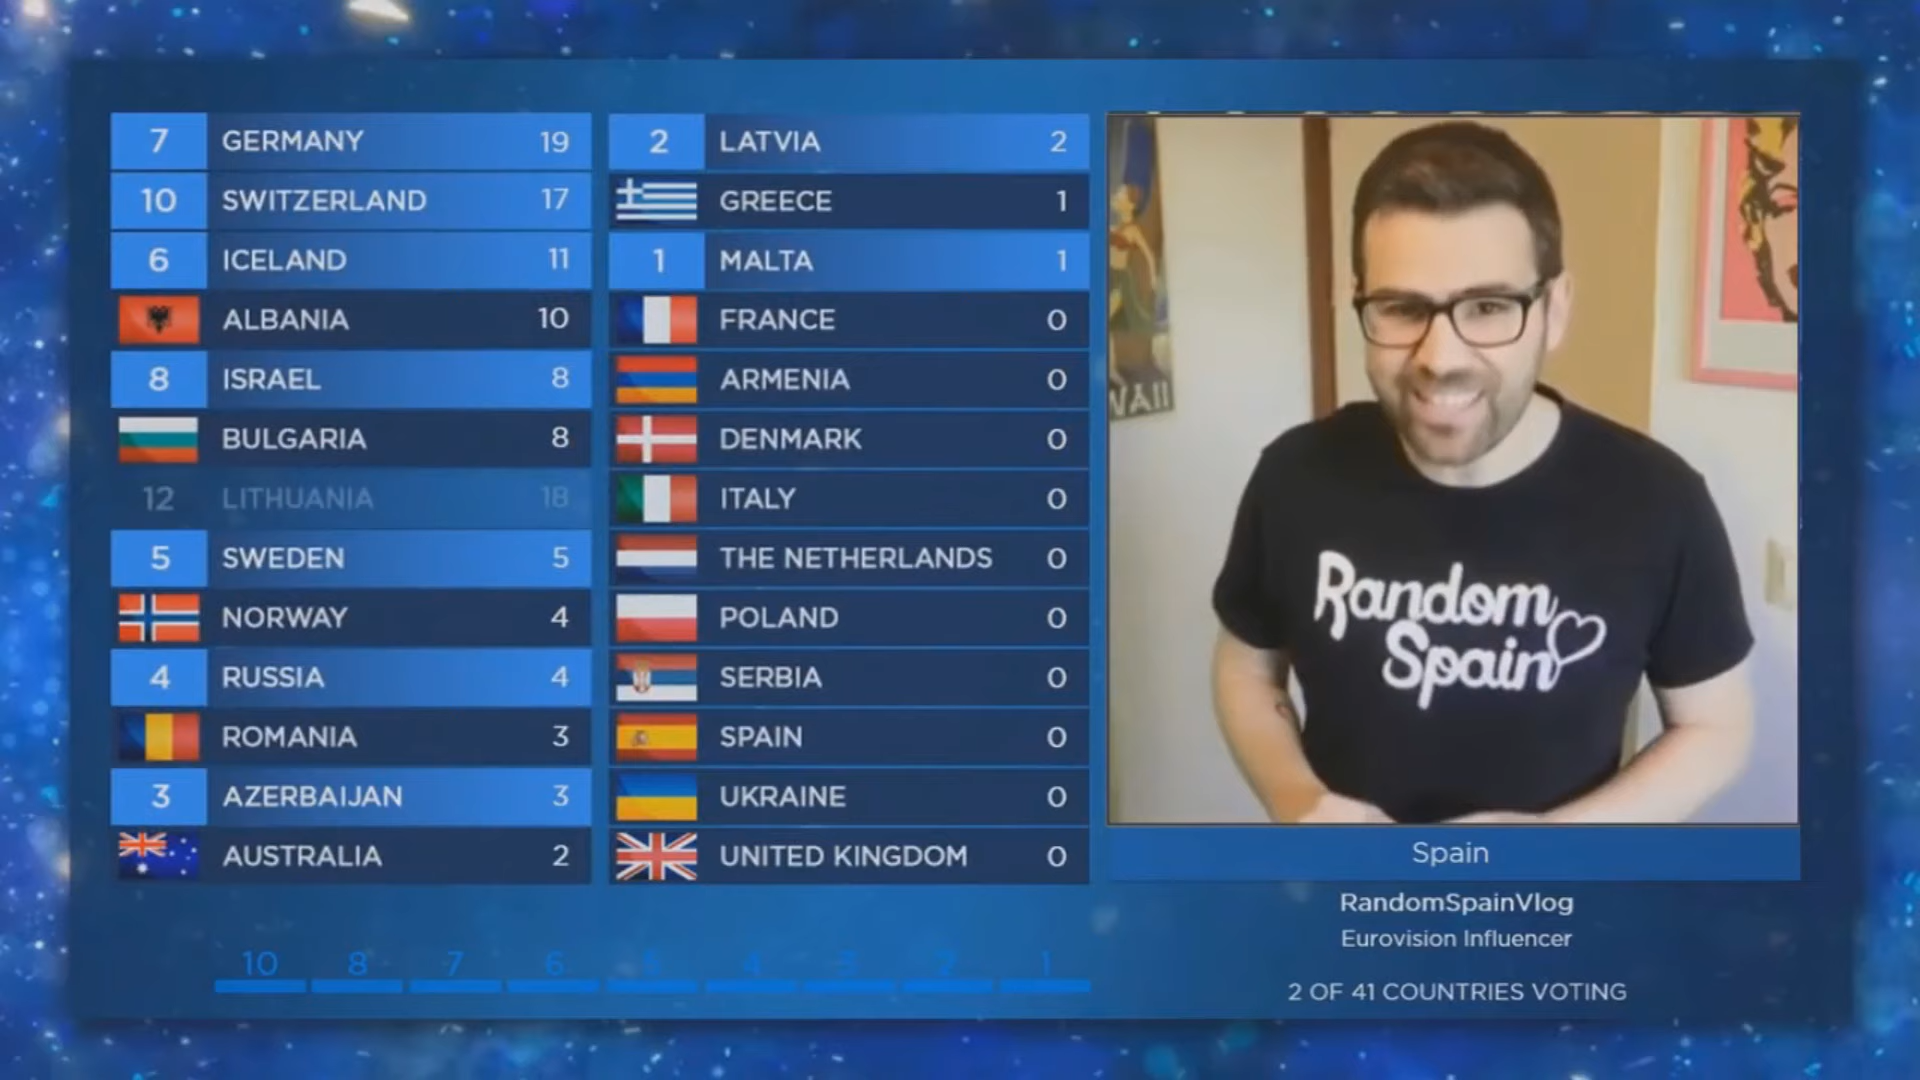 7 GERMANY 19
10 SWITZERLAND 17
6 ICELAND 11
ALBANIA 10
8 ISRAEL 8
BULGARIA 8
12 LITHUANIA 18
5 SWEDEN 5
NORWAY 4
4 RUSSIA 4
ROMANIA 3
3 AZERBAIJAN 3
AUSTRALIA 2
2 LATVIA 2
GREECE 1
1 MALTA 1
FRANCE 0
ARMENIA 0
DENMARK 0
ITALY 0
THE NETHERLANDS 0
POLAND 0
SERBIA 0
SPAIN 0
UKRAINE 0
UNITED KINGDOM 0
10 8 7 6 5 4 3 2 1
Random
Spain
Spain
RandomSpainVlog
Eurovision Influencer
2 OF 41 COUNTRIES VOTING